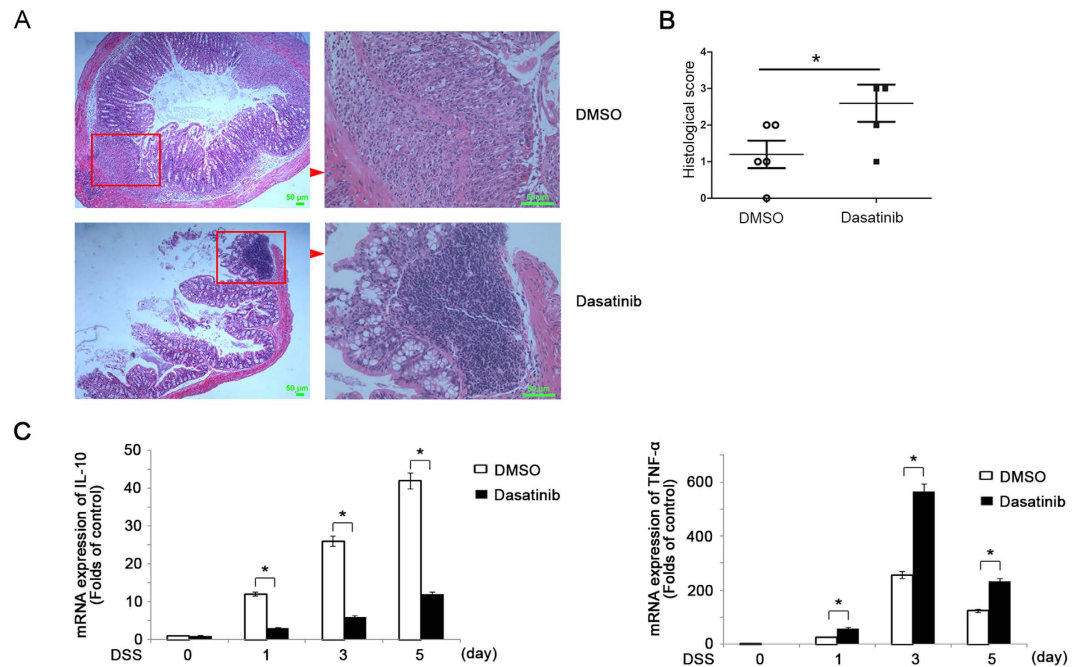 A
B
50 μm
50 μm
DMSO
50 μm
50 μm
Dasatinib
Histological score
4
3
2
1
0
*
DMSO
Dasatinib
C
mRNA expression of IL-10
(Folds of control)
50
40
30
20
10
0
*
*
*
DMSO
Dasatinib
DSS
0
1
3
5
(day)
mRNA expression of TNF-α
(Folds of control)
600
400
200
0
*
*
*
DMSO
Dasatinib
DSS
0
1
3
5
(day)